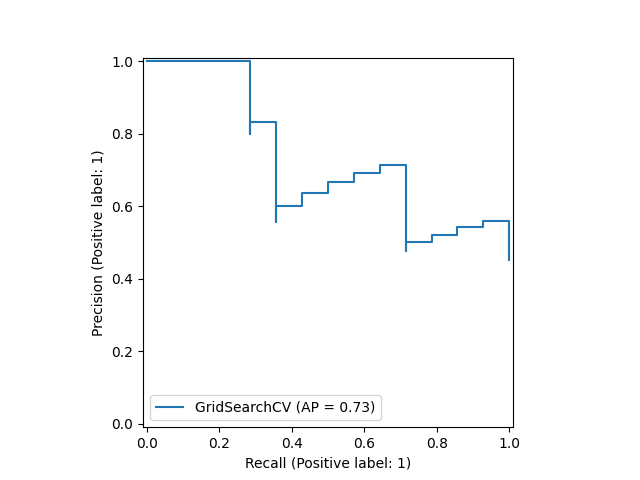 1.0
0.8
0.6
0.4
0.2
0.0
Precision (Positive label: 1)
GridSearchCV (AP = 0.73)
0.0 0.2 0.4 0.6 0.8 1.0
Recall (Positive label: 1)